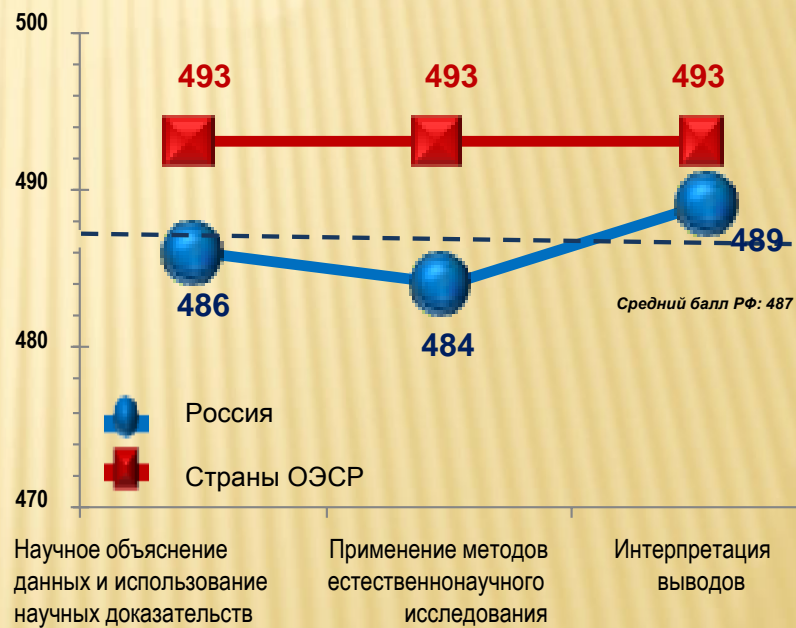 500
493 493 493
490
489
486
Средний балл РФ: 487
480
484
Россия
Страны ОЭСР
470
Научное объяснение
данных и использование
научных доказательств
Применение методов
естественнонаучного
исследования
Интерпретация
выводов